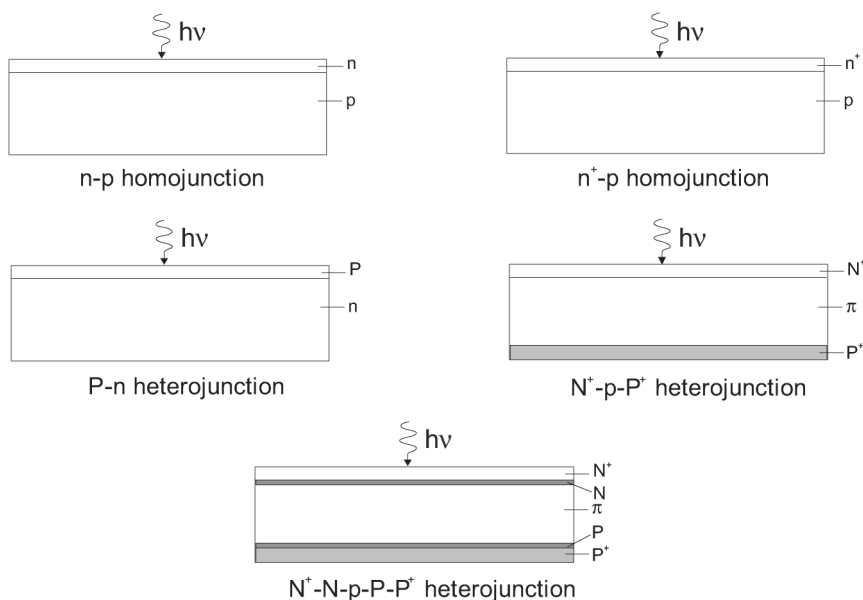 hν
n
p
n-p homojunction
hν
n⁺
p
n⁺-p homojunction
hν
P
n
P-n heterojunction
hν
N⁺
π
P⁺
N⁺-p-P⁺ heterojunction
hν
N⁺
N
π
P
P⁺
N⁺-N-p-P-P⁺ heterojunction